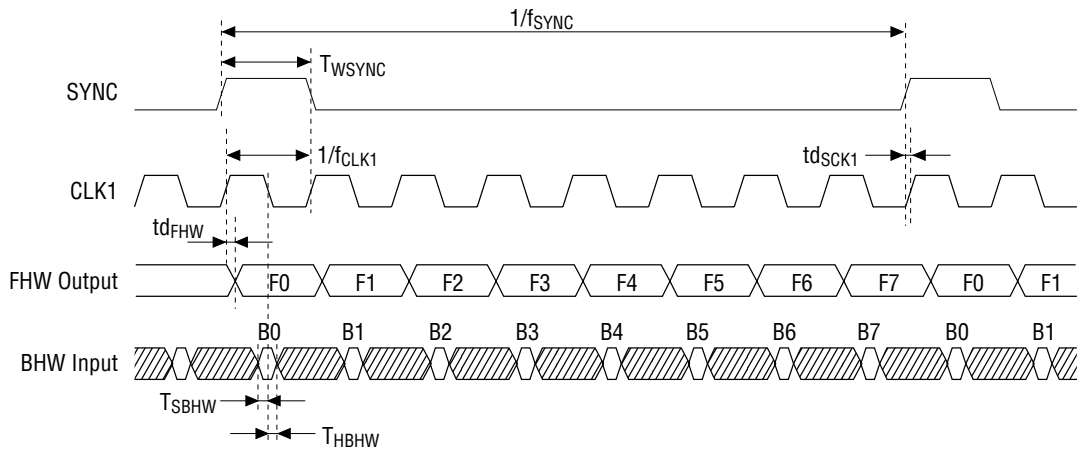 1/fSYNC
TWSYNC
SYNC
1/fCLK1
tdSCK1
CLK1
tdFHW
FHW Output
F0 F1 F2 F3 F4 F5 F6 F7 F0 F1
B0 B1 B2 B3 B4 B5 B6 B7 B0 B1
BHW Input
TSBHW
THBHW